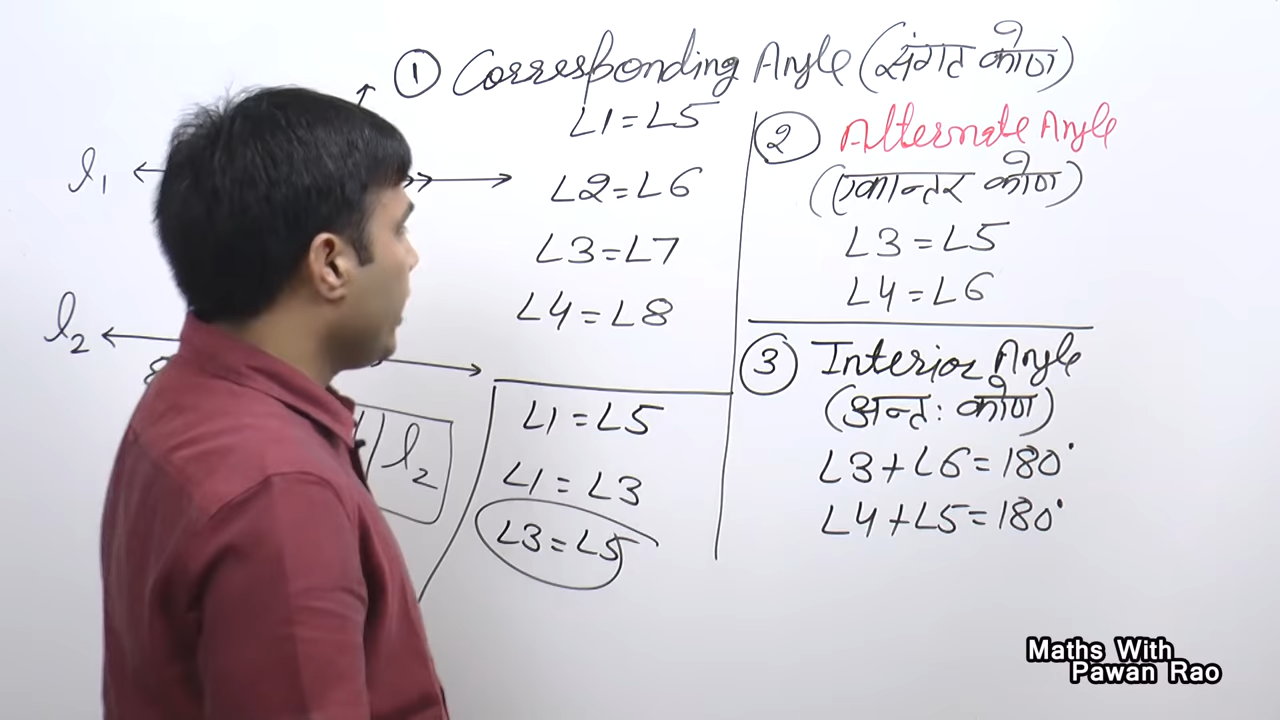 ① Corresponding Angle (संगत कोण)
∠1=∠5
∠2=∠6
∠3=∠7
∠4=∠8
l₁
l₂
8
// l₂
∠1=∠5
∠1=∠3
∠3=∠5
② Alternate Angle
(एकान्तर कोण)
∠3=∠5
∠4=∠6
③ Interior Angle
(अन्तः कोण)
∠3+∠6=180°
∠4+∠5=180°
Maths With
Pawan Rao